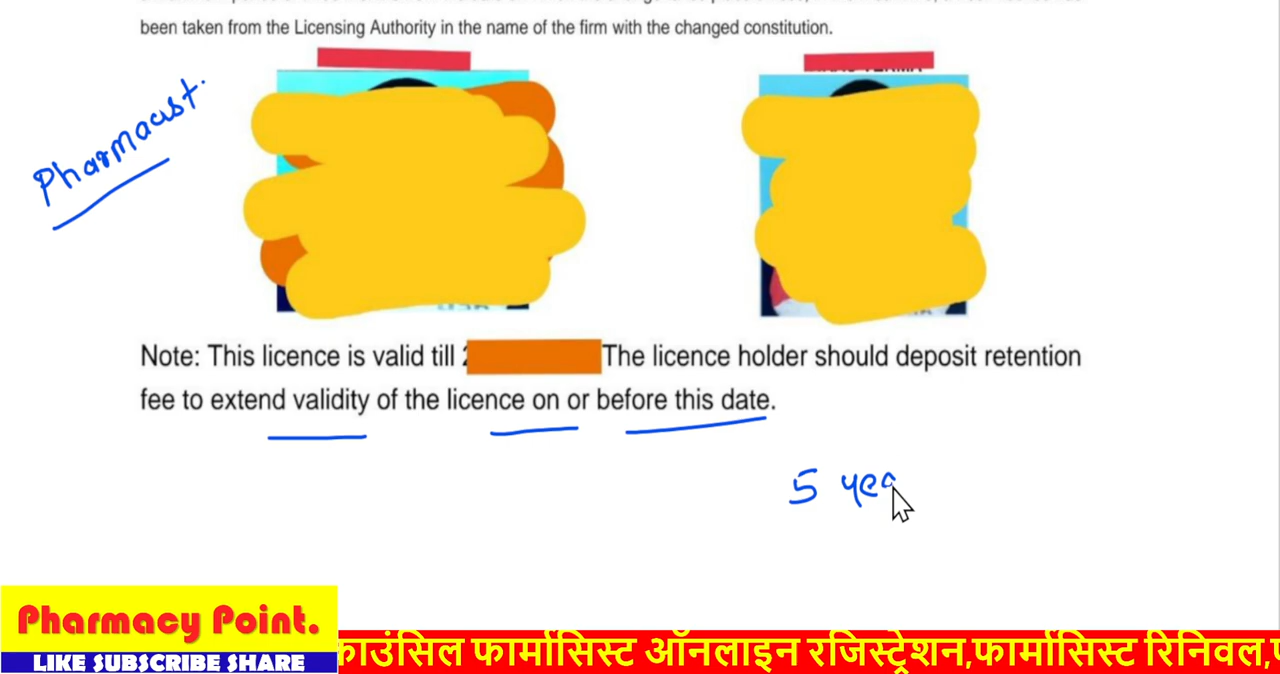 been taken from the Licensing Authority in the name of the firm with the changed constitution.
Pharmacist.
Note: This licence is valid till
The licence holder should deposit retention
fee to extend validity of the licence on or before this date.
5 yea
Pharmacy Point.
LIKE SUBSCRIBE SHARE
काउंसिल फार्मासिस्ट ऑनलाइन रजिस्ट्रेशन,फार्मासिस्ट रिनिवल,